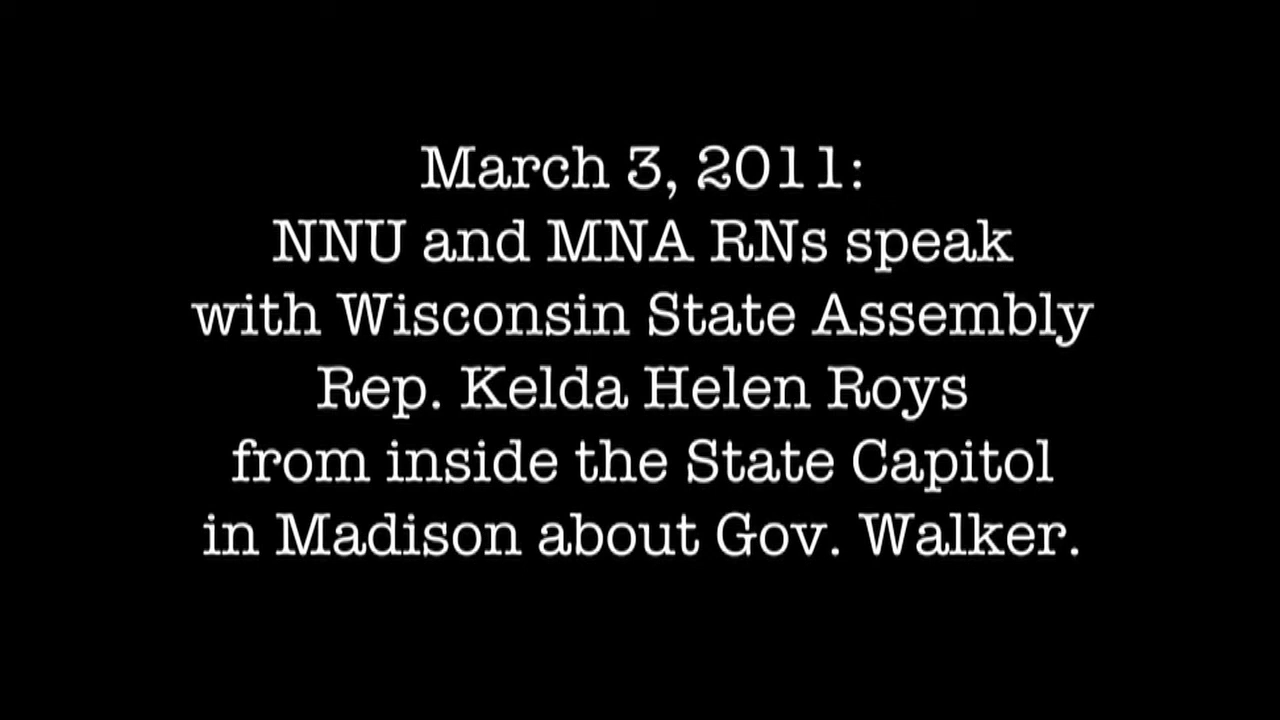 March 3, 2011:
NNU and MNA RNs speak
with Wisconsin State Assembly
Rep. Kelda Helen Roys
from inside the State Capitol
in Madison about Gov. Walker.